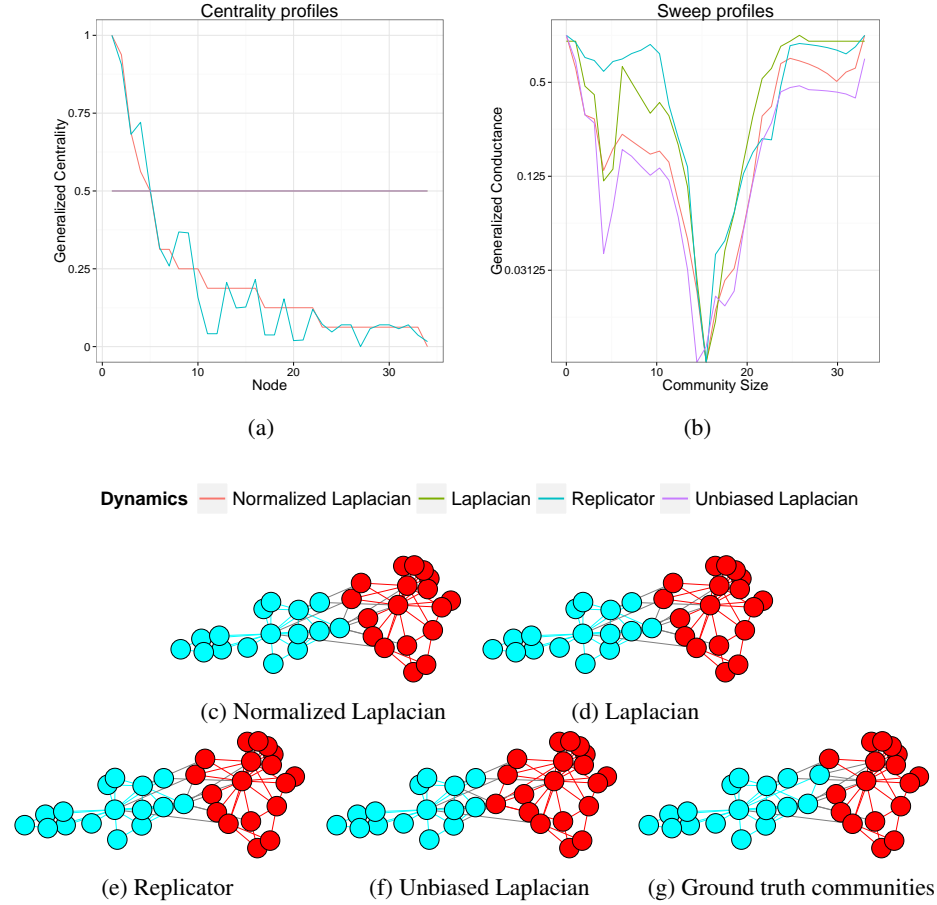 Centrality profiles
Sweep profiles
Generalized Centrality
1
0.75
0.5
0.25
0
0
10
20
30
Node
Generalized Conductance
0.5
0.125
0.03125
0
10
20
30
Community Size
(a)
(b)
Dynamics Normalized Laplacian Laplacian Replicator Unbiased Laplacian
(c) Normalized Laplacian
(d) Laplacian
(e) Replicator
(f) Unbiased Laplacian
(g) Ground truth communities